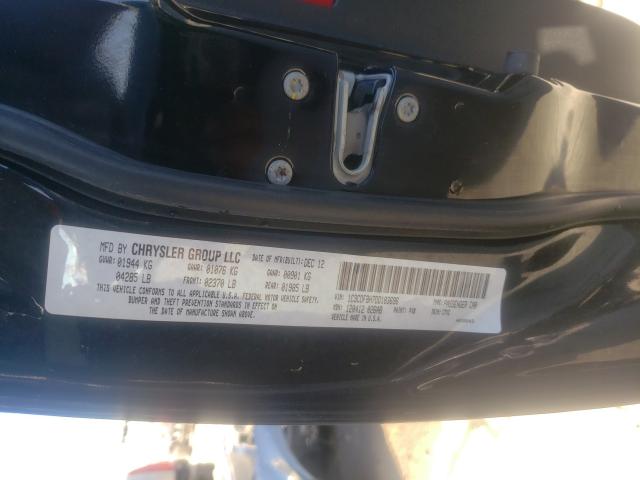 MFD BY CHRYSLER GROUP LLC DATE OF MFR(BUILT):DEC 12
GVWR: 01944 KG GAWR: 01076 KG GAWR: 00901 KG
04285 LB FRONT: 02370 LB REAR: 01985 LB
THIS VEHICLE CONFORMS TO ALL APPLICABLE U.S.A. FEDERAL MOTOR VEHICLE SAFETY,
BUMPER AND THEFT PREVENTION STANDARDS IN EFFECT ON
THE DATE OF MANUFACTURE SHOWN ABOVE.
TYPE: PASSENGER CAR
VEHICLE MADE IN U.S.A.